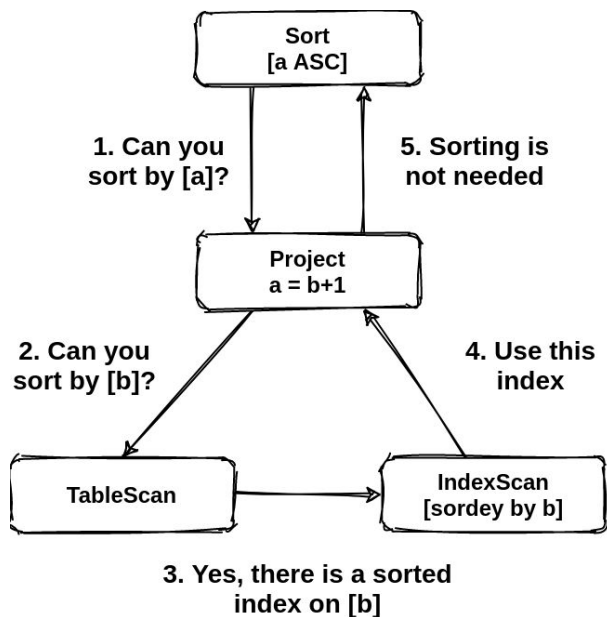 Sort
[a ASC]
1. Can you
sort by [a]?
5. Sorting is
not needed
Project
a = b+1
2. Can you
sort by [b]?
4. Use this
index
TableScan
IndexScan
[sordey by b]
3. Yes, there is a sorted
index on [b]